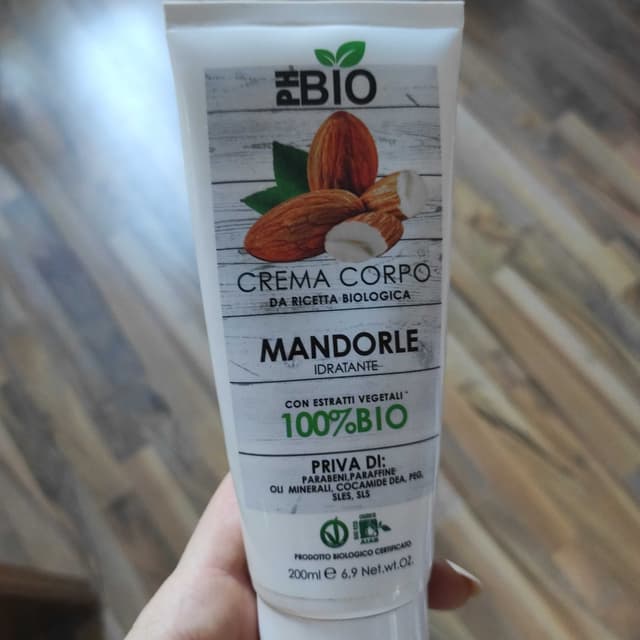 PH-BIO
CREMA CORPO
DA RICETTA BIOLOGICA
MANDORLE
IDRATANTE
CON ESTRATTI VEGETALI
100%BIO
PRIVA DI:
PARABENI,PARAFFINE
OLI MINERALI, COCAMIDE DEA, PEG,
SLES, SLS
AIAB
PRODOTTO BIOLOGICO CERTIFICATO
200ml ℮ 6,9 Net.wt.Oz.